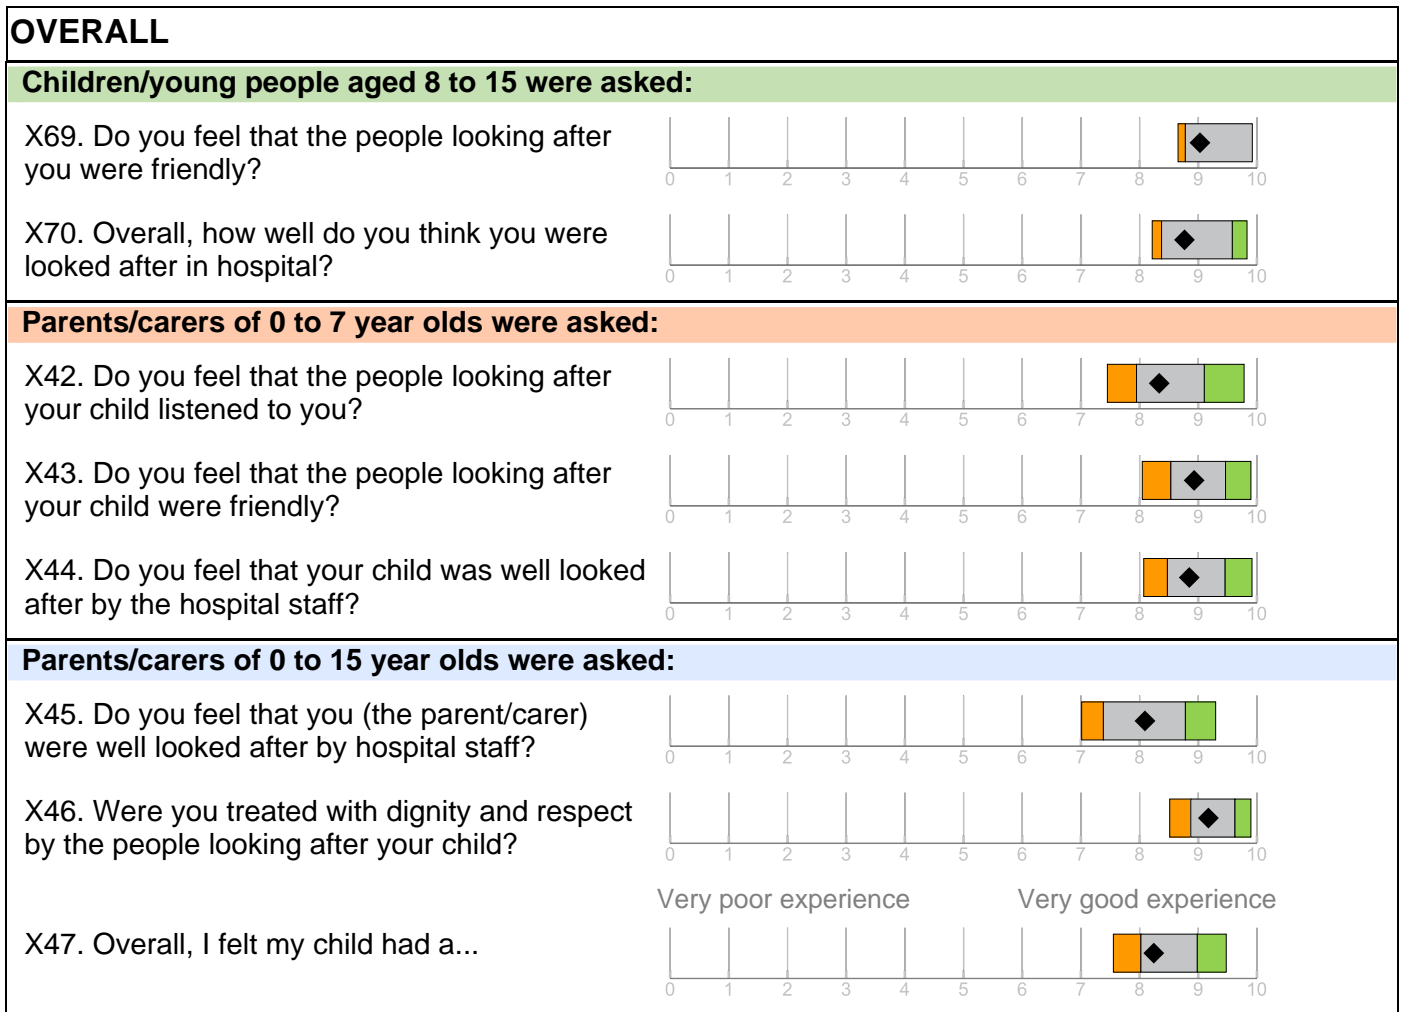 OVERALL
Children/young people aged 8 to 15 were asked:
X69. Do you feel that the people looking after
you were friendly?
0 1 2 3 4 5 6 7 8 9 10
X70. Overall, how well do you think you were
looked after in hospital?
0 1 2 3 4 5 6 7 8 9 10
Parents/carers of 0 to 7 year olds were asked:
X42. Do you feel that the people looking after
your child listened to you?
0 1 2 3 4 5 6 7 8 9 10
X43. Do you feel that the people looking after
your child were friendly?
0 1 2 3 4 5 6 7 8 9 10
X44. Do you feel that your child was well looked
after by the hospital staff?
0 1 2 3 4 5 6 7 8 9 10
Parents/carers of 0 to 15 year olds were asked:
X45. Do you feel that you (the parent/carer)
were well looked after by hospital staff?
0 1 2 3 4 5 6 7 8 9 10
X46. Were you treated with dignity and respect
by the people looking after your child?
0 1 2 3 4 5 6 7 8 9 10
Very poor experience Very good experience
X47. Overall, I felt my child had a...
0 1 2 3 4 5 6 7 8 9 10